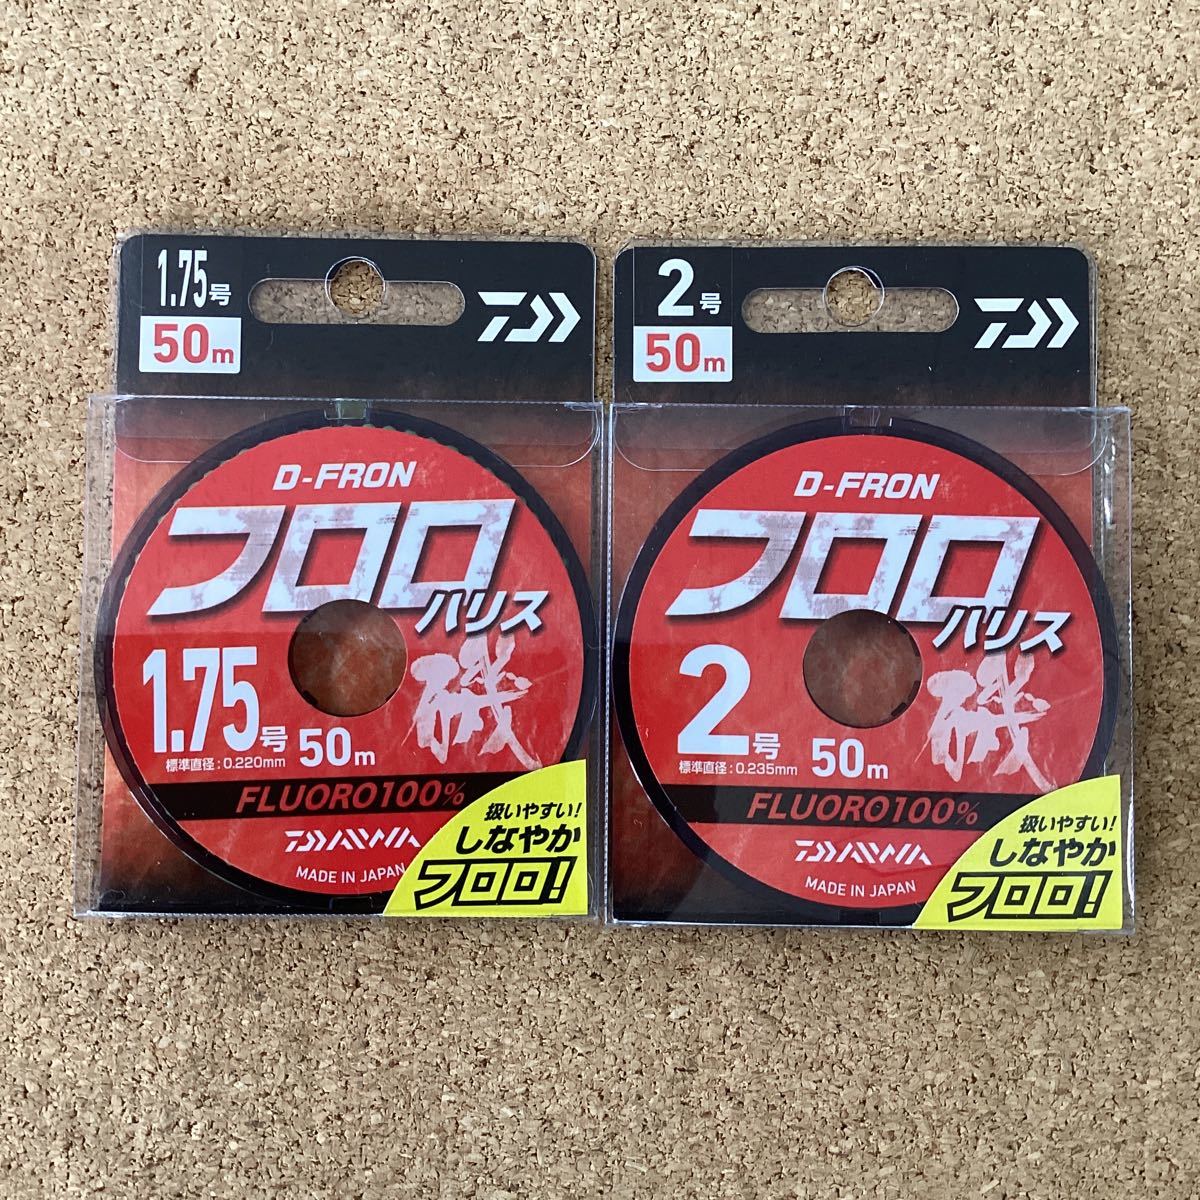 1.75号
50m
D-FRON
フロロ
ハリス
磯
1.75号
50m
標準直径:0.220mm
FLUORO100%
DAIWA
MADE IN JAPAN
扱いやすい!
しなやか
フロロ!
2号
50m
D-FRON
フロロ
ハリス
磯
2号
50m
標準直径:0.235mm
FLUORO100%
DAIWA
MADE IN JAPAN
扱いやすい!
しなやか
フロロ!